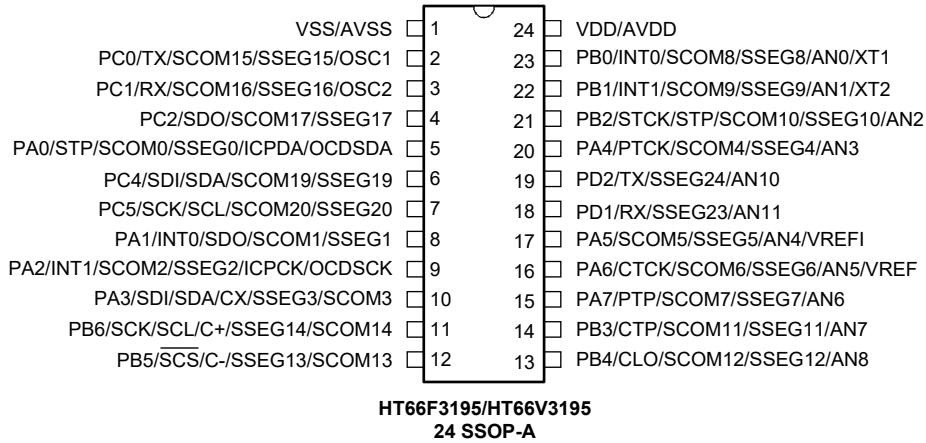 VSS/AVSS 1 24 VDD/AVDD
PC0/TX/SCOM15/SSEG15/OSC1 2 23 PB0/INT0/SCOM8/SSEG8/AN0/XT1
PC1/RX/SCOM16/SSEG16/OSC2 3 22 PB1/INT1/SCOM9/SSEG9/AN1/XT2
PC2/SDO/SCOM17/SSEG17 4 21 PB2/STCK/STP/SCOM10/SSEG10/AN2
PA0/STP/SCOM0/SSEG0/ICPDA/OCDSDA 5 20 PA4/PTCK/SCOM4/SSEG4/AN3
PC4/SDI/SDA/SCOM19/SSEG19 6 19 PD2/TX/SSEG24/AN10
PC5/SCK/SCL/SCOM20/SSEG20 7 18 PD1/RX/SSEG23/AN11
PA1/INT0/SDO/SCOM1/SSEG1 8 17 PA5/SCOM5/SSEG5/AN4/VREFI
PA2/INT1/SCOM2/SSEG2/ICPCK/OCDSCK 9 16 PA6/CTCK/SCOM6/SSEG6/AN5/VREF
PA3/SDI/SDA/CX/SSEG3/SCOM3 10 15 PA7/PTP/SCOM7/SSEG7/AN6
PB6/SCK/SCL/C+/SSEG14/SCOM14 11 14 PB3/CTP/SCOM11/SSEG11/AN7
PB5/S̅C̅S̅/C-/SSEG13/SCOM13 12 13 PB4/CLO/SCOM12/SSEG12/AN8
HT66F3195/HT66V3195
24 SSOP-A